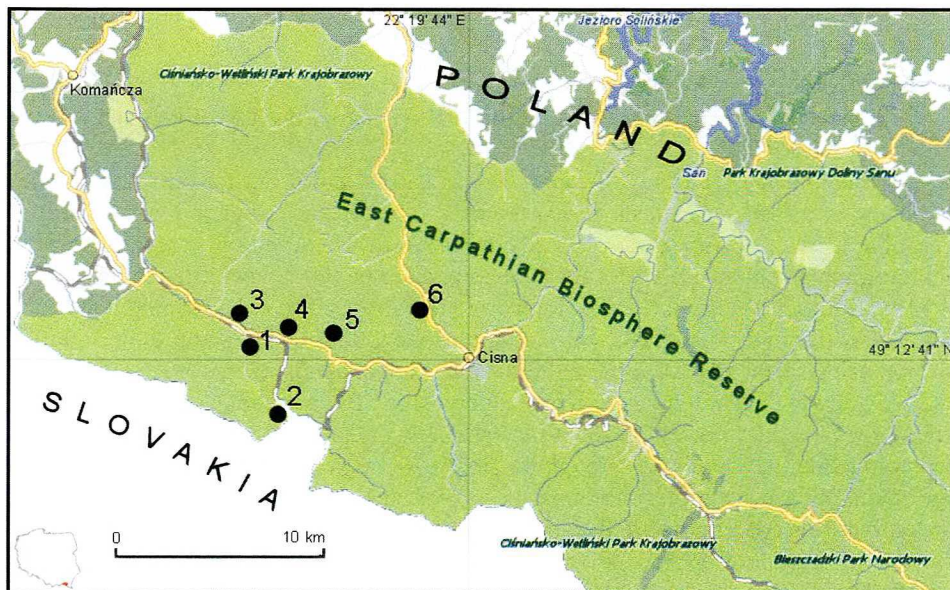 22° 19' 44" E
Jezioro Solińskie
Komańcza
Ciśniańsko-Wetliński Park Krajobrazowy
POLAND
San
Park Krajobrazowy Doliny Sanu
East Carpathian Biosphere Reserve
3
4
5
6
1
Cisna
49° 12' 41" N
2
SLOVAKIA
0 10 km
Ciśniańsko-Wetliński Park Krajobrazowy
Bieszczadzki Park Narodowy